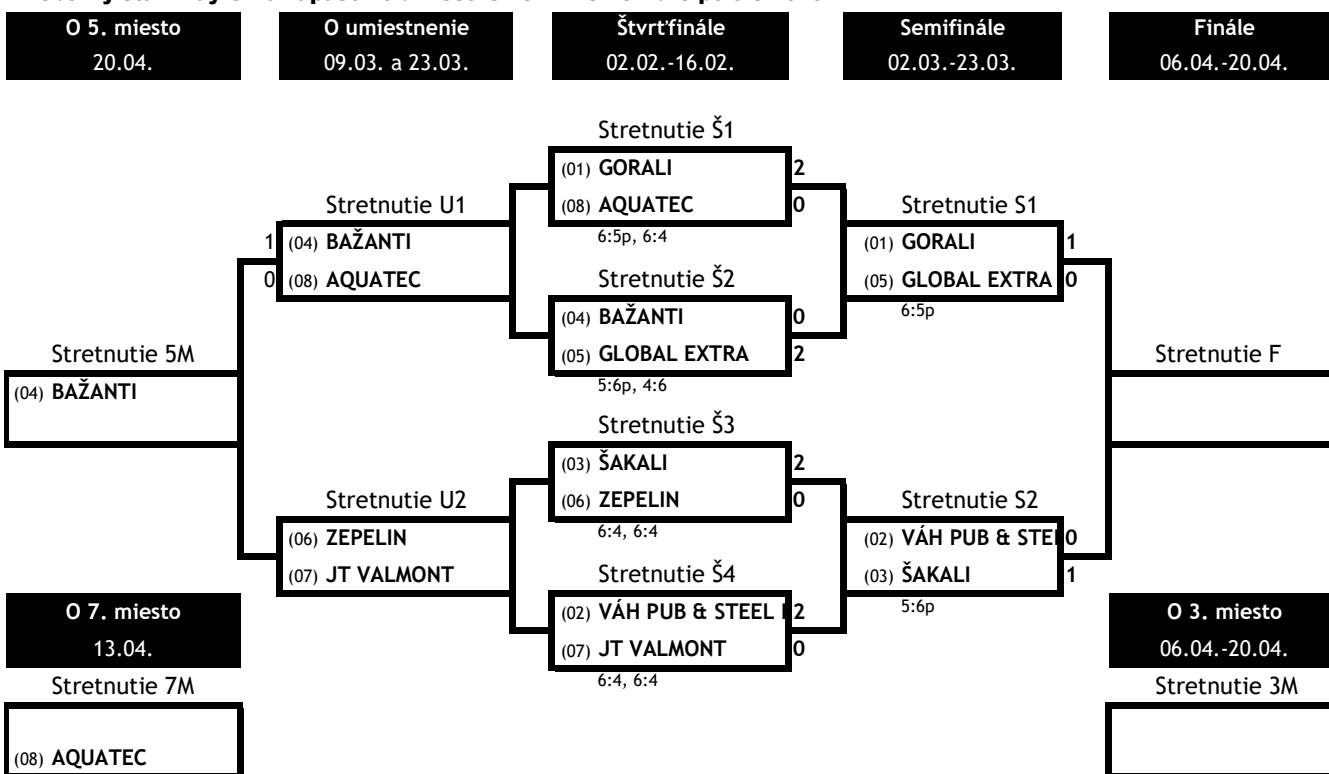 O 5. miesto
20.04.
O umiestnenie
09.03. a 23.03.
Štvrťfinále
02.02.-16.02.
Semifinále
02.03.-23.03.
Finále
06.04.-20.04.
Stretnutie Š1
(01) GORALI 2
(08) AQUATEC 0
6:5p, 6:4
Stretnutie U1
1 (04) BAŽANTI
0 (08) AQUATEC
Stretnutie S1
(01) GORALI 1
(05) GLOBAL EXTRA 0
6:5p
Stretnutie Š2
(04) BAŽANTI 0
(05) GLOBAL EXTRA 2
5:6p, 4:6
Stretnutie 5M
(04) BAŽANTI
Stretnutie F
Stretnutie Š3
(03) ŠAKALI 2
(06) ZEPELIN 0
6:4, 6:4
Stretnutie U2
(06) ZEPELIN
(07) JT VALMONT
Stretnutie S2
(02) VÁH PUB & STE 0
(03) ŠAKALI 1
5:6p
Stretnutie Š4
(02) VÁH PUB & STEEL 2
(07) JT VALMONT 0
6:4, 6:4
O 7. miesto
13.04.
Stretnutie 7M
(08) AQUATEC
O 3. miesto
06.04.-20.04.
Stretnutie 3M